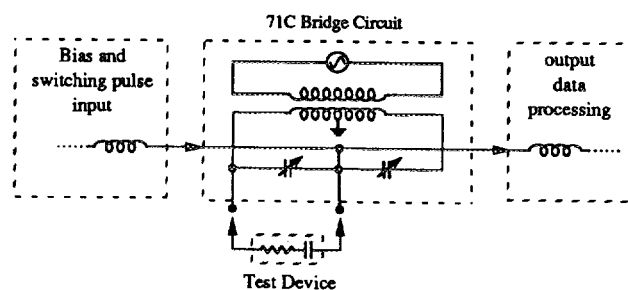 71C Bridge Circuit
Bias and
switching pulse
input
output
data
processing
Test Device